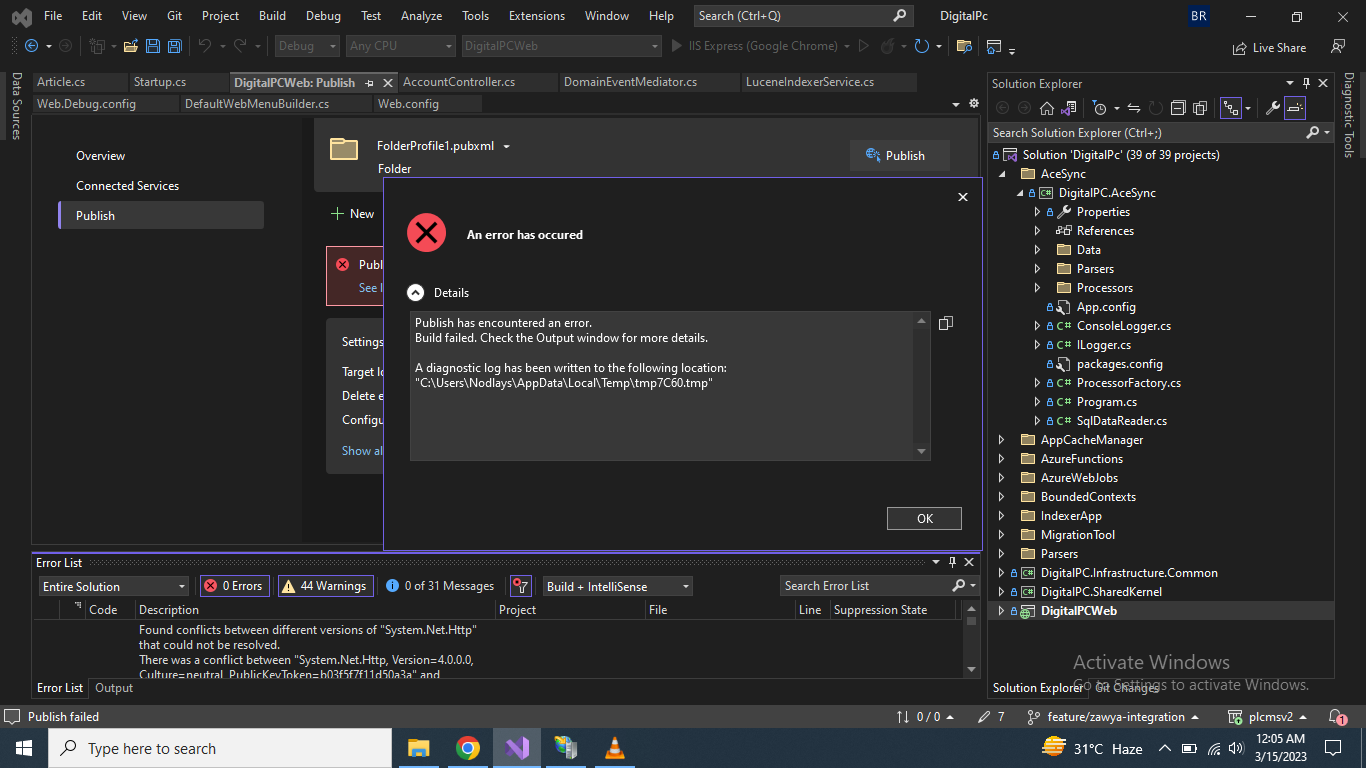 File Edit View Git Project Build Debug Test Analyze Tools Extensions Window Help Search (Ctrl+Q) DigitalPc BR
Debug Any CPU DigitalPCWeb IIS Express (Google Chrome) Live Share
Article.cs Startup.cs DigitalPCWeb: Publish AccountController.cs DomainEventMediator.cs LuceneIndexerService.cs
Web.Debug.config DefaultWebMenuBuilder.cs Web.config
Data Sources
Overview
Connected Services
Publish
FolderProfile1.pubxml
Folder
Publish
New
Publ
See l
Settings
Target lo
Delete e
Configu
Show al
An error has occured
Details
Publish has encountered an error.
Build failed. Check the Output window for more details.
A diagnostic log has been written to the following location:
"C:\Users\Nodlays\AppData\Local\Temp\tmp7C60.tmp"
OK
Error List
Entire Solution 0 Errors 44 Warnings 0 of 31 Messages Build + IntelliSense Search Error List
Code Description Project File Line Suppression State
Found conflicts between different versions of "System.Net.Http"
that could not be resolved.
There was a conflict between "System.Net.Http, Version=4.0.0.0,
Culture=neutral, PublicKeyToken=b03f5f7f11d50a3a" and
Error List Output
Solution Explorer
Search Solution Explorer (Ctrl+;)
Solution 'DigitalPc' (39 of 39 projects)
AceSync
DigitalPC.AceSync
Properties
References
Data
Parsers
Processors
App.config
ConsoleLogger.cs
ILogger.cs
packages.config
ProcessorFactory.cs
Program.cs
SqlDataReader.cs
AppCacheManager
AzureFunctions
AzureWebJobs
BoundedContexts
IndexerApp
MigrationTool
Parsers
DigitalPC.Infrastructure.Common
DigitalPC.SharedKernel
DigitalPCWeb
Solution Explorer Git Changes
Diagnostic Tools
Activate Windows
Go to Settings to activate Windows.
Publish failed 0 / 0 7 feature/zawya-integration plcmsv2 1
Type here to search 31°C Haze 12:05 AM
3/15/2023